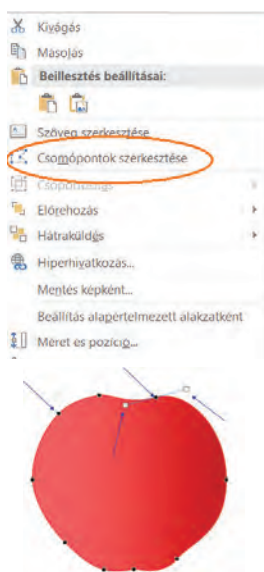 Kivágás
Másolás
Beillesztés beállításai:
Szöveg szerkesztése
Csomópontok szerkesztése
Csoportosítás
Előrehozás
Hátraküldés
Hiperhivatkozás...
Mentés képként...
Beállítás alapértelmezett alakzatként
Méret és pozíció...